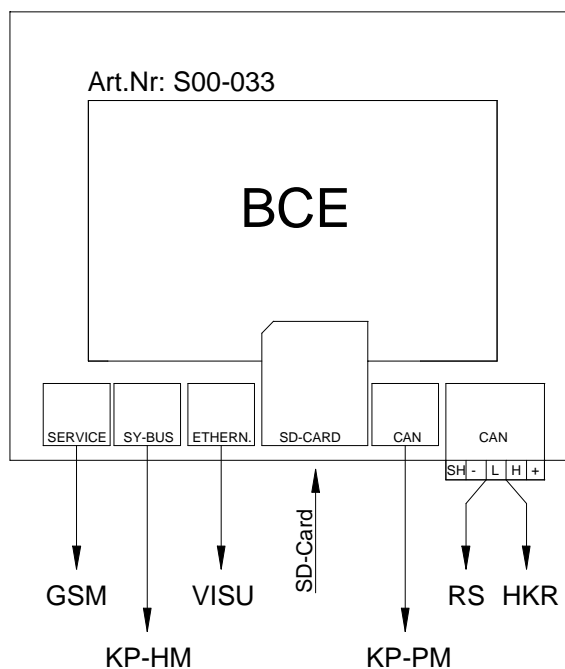 Art.Nr: S00-033
BCE
SERVICE SY-BUS ETHERN. SD-CARD CAN CAN
SH - L H +
SD-Card
GSM VISU RS HKR
KP-HM KP-PM